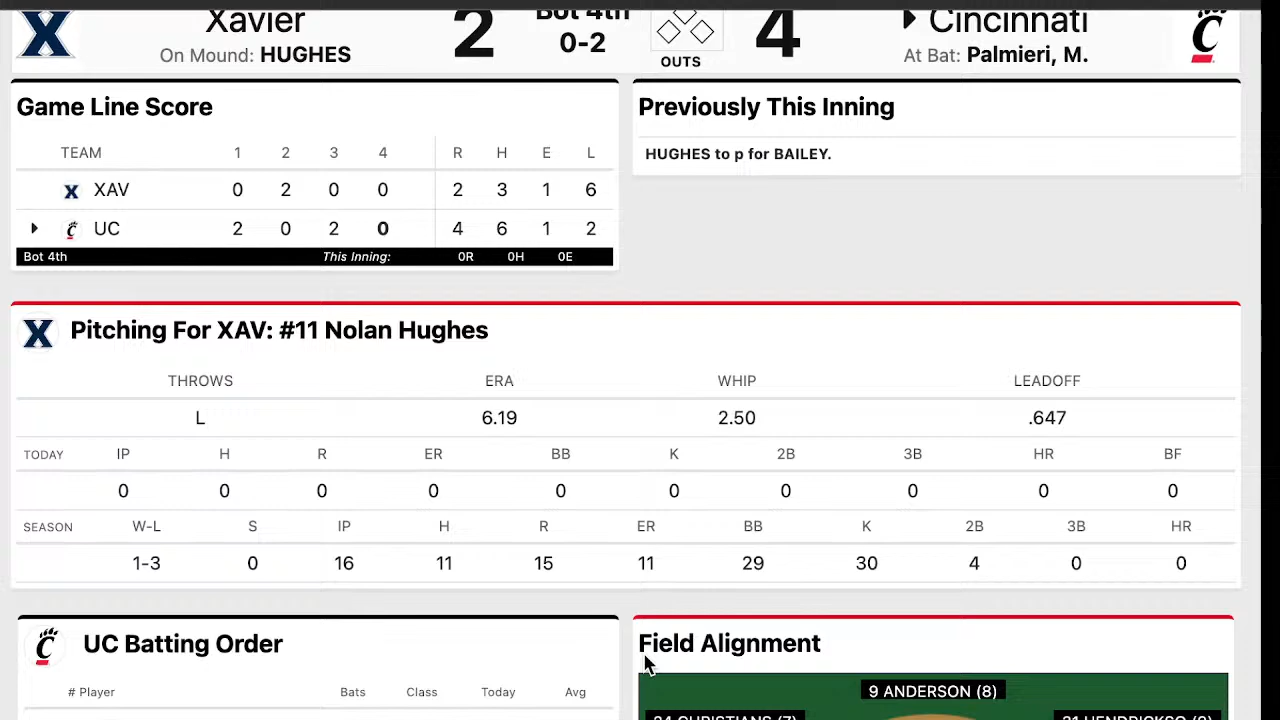 Xavier 2 Bot 4th 4 Cincinnati
On Mound: HUGHES 0-2 OUTS At Bat: Palmieri, M.
Game Line Score
TEAM 1 2 3 4 R H E L
XAV 0 2 0 0 2 3 1 6
UC 2 0 2 0 4 6 1 2
Bot 4th This Inning: 0R 0H 0E
Previously This Inning
HUGHES to p for BAILEY.
Pitching For XAV: #11 Nolan Hughes
THROWS ERA WHIP LEADOFF
L 6.19 2.50 .647
TODAY IP H R ER BB K 2B 3B HR BF
0 0 0 0 0 0 0 0 0 0
SEASON W-L S IP H R ER BB K 2B 3B HR
1-3 0 16 11 15 11 29 30 4 0 0
UC Batting Order
# Player Bats Class Today Avg
Field Alignment
9 ANDERSON (8)
24 CHRISTIANS (7) 21 HENDRICKSO (9)